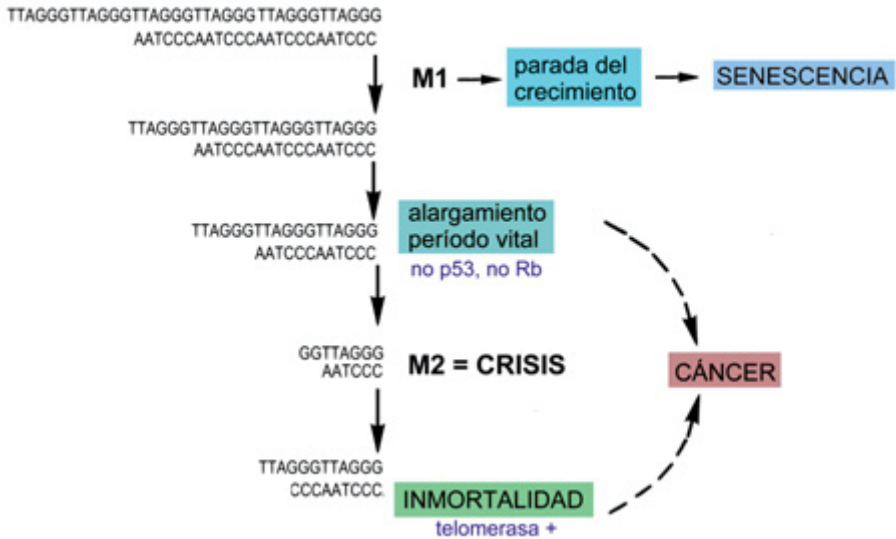 TTAGGGTTAGGGTTAGGGTTAGGGTTAGGGTTAGGG
AATCCCAATCCCAATCCCAATCCC
M1
parada del
crecimiento
SENESCENCIA
TTAGGGTTAGGGTTAGGGTTAGGG
AATCCCAATCCCAATCCC
alargamiento
período vital
TTAGGGTTAGGGTTAGGG
AATCCCAATCCC
no p53, no Rb
GGTTAGGG
AATCCC
M2 = CRISIS
CÁNCER
TTAGGGTTAGGG
CCCAATCCC
INMORTALIDAD
telomerasa +